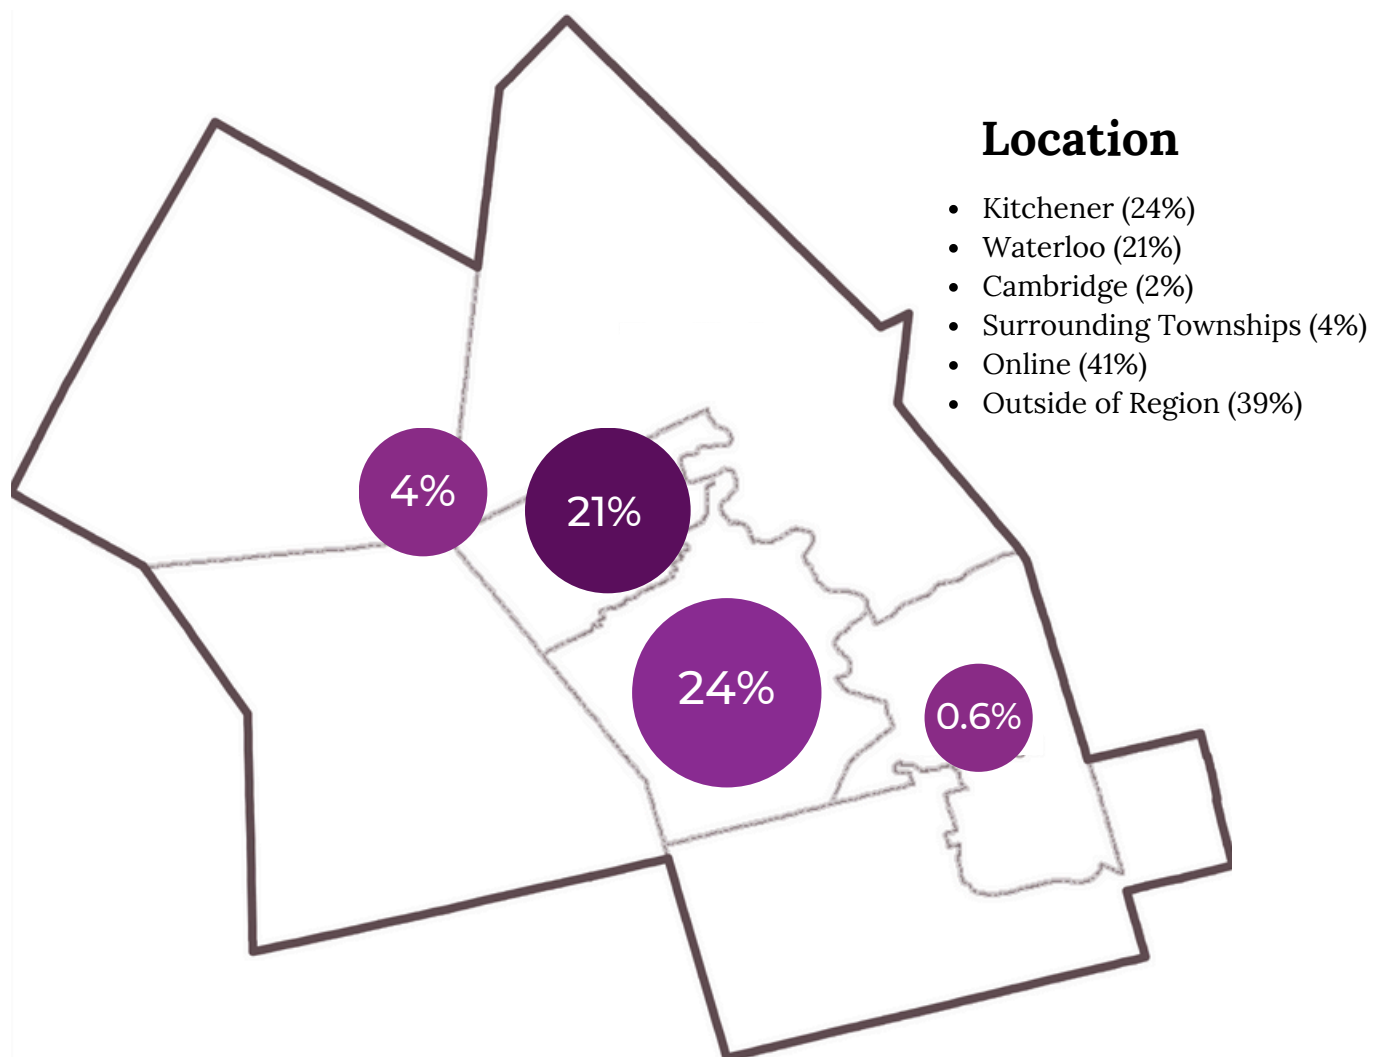 Location
• Kitchener (24%)
• Waterloo (21%)
• Cambridge (2%)
• Surrounding Townships (4%)
• Online (41%)
• Outside of Region (39%)
4%
21%
24%
0.6%